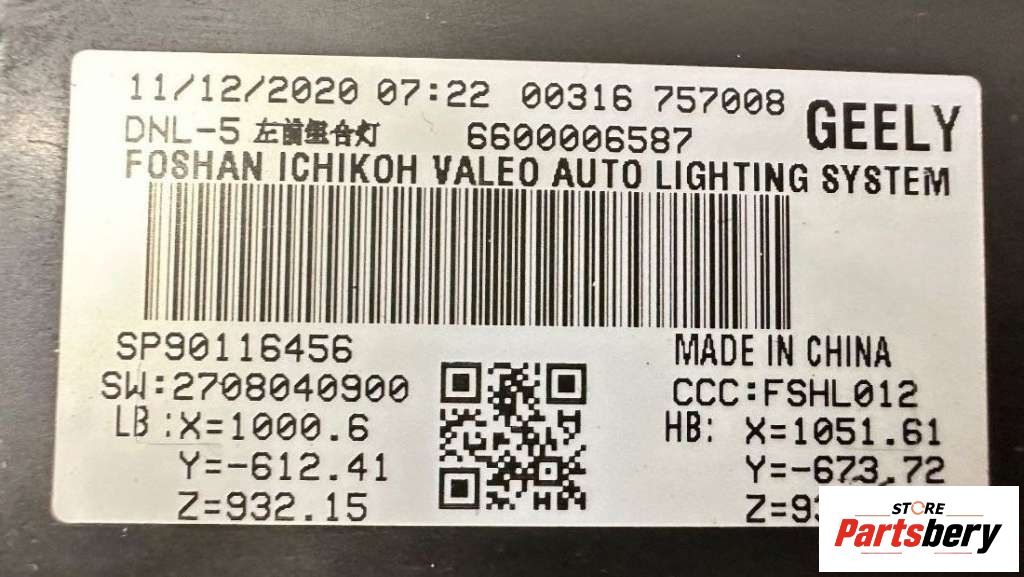 11/12/2020 07:22 00316 757008
GEELY
DNL-5 左前组合灯 6600006587
FOSHAN ICHIKOH VALEO AUTO LIGHTING SYSTEM
SP90116456 MADE IN CHINA
SW:2708040900 CCC:FSHL012
LB:X=1000.6 HB: X=1051.61
Y=-612.41 Y=-673.72
Z=932.15 Z=93
STORE
Partsbery